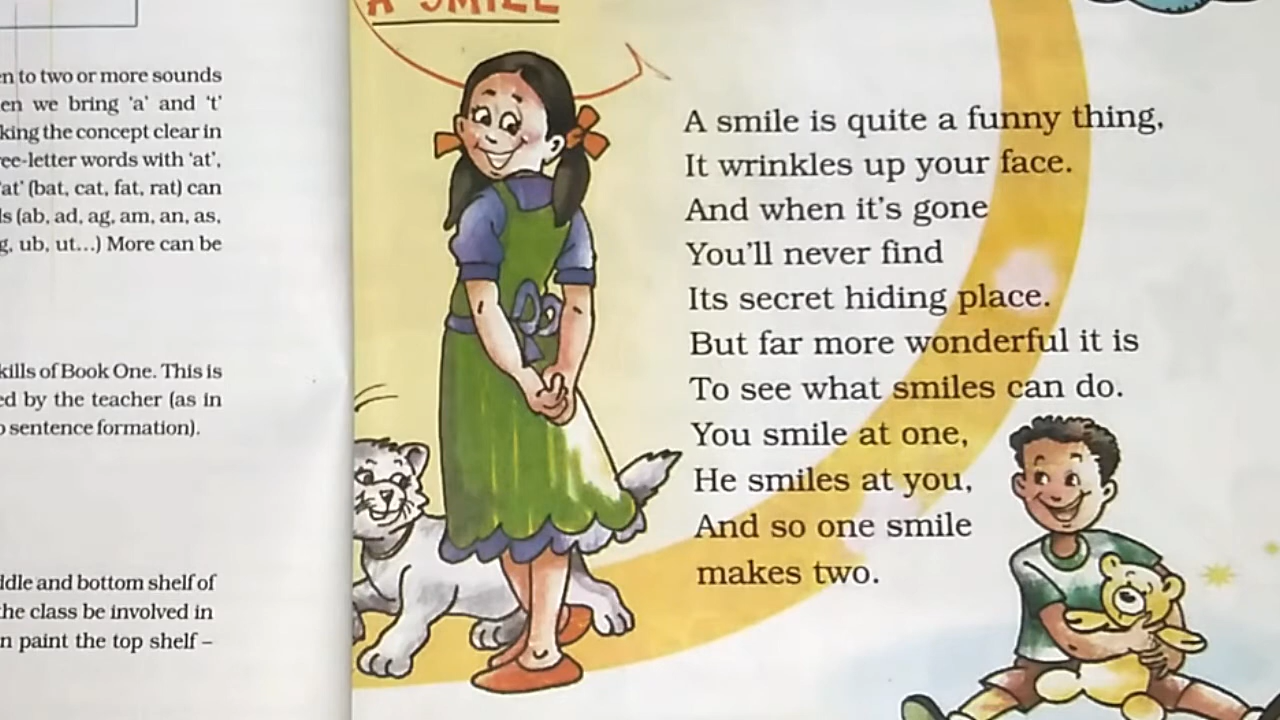 en to two or more sounds
en we bring 'a' and 't'
king the concept clear in
ee-letter words with 'at',
'at' (bat, cat, fat, rat) can
ls (ab, ad, ag, am, an, as,
g, ub, ut...) More can be
kills of Book One. This is
ed by the teacher (as in
o sentence formation).
ddle and bottom shelf of
the class be involved in
n paint the top shelf –
A SMILE
A smile is quite a funny thing,
It wrinkles up your face.
And when it's gone
You'll never find
Its secret hiding place.
But far more wonderful it is
To see what smiles can do.
You smile at one,
He smiles at you,
And so one smile
makes two.